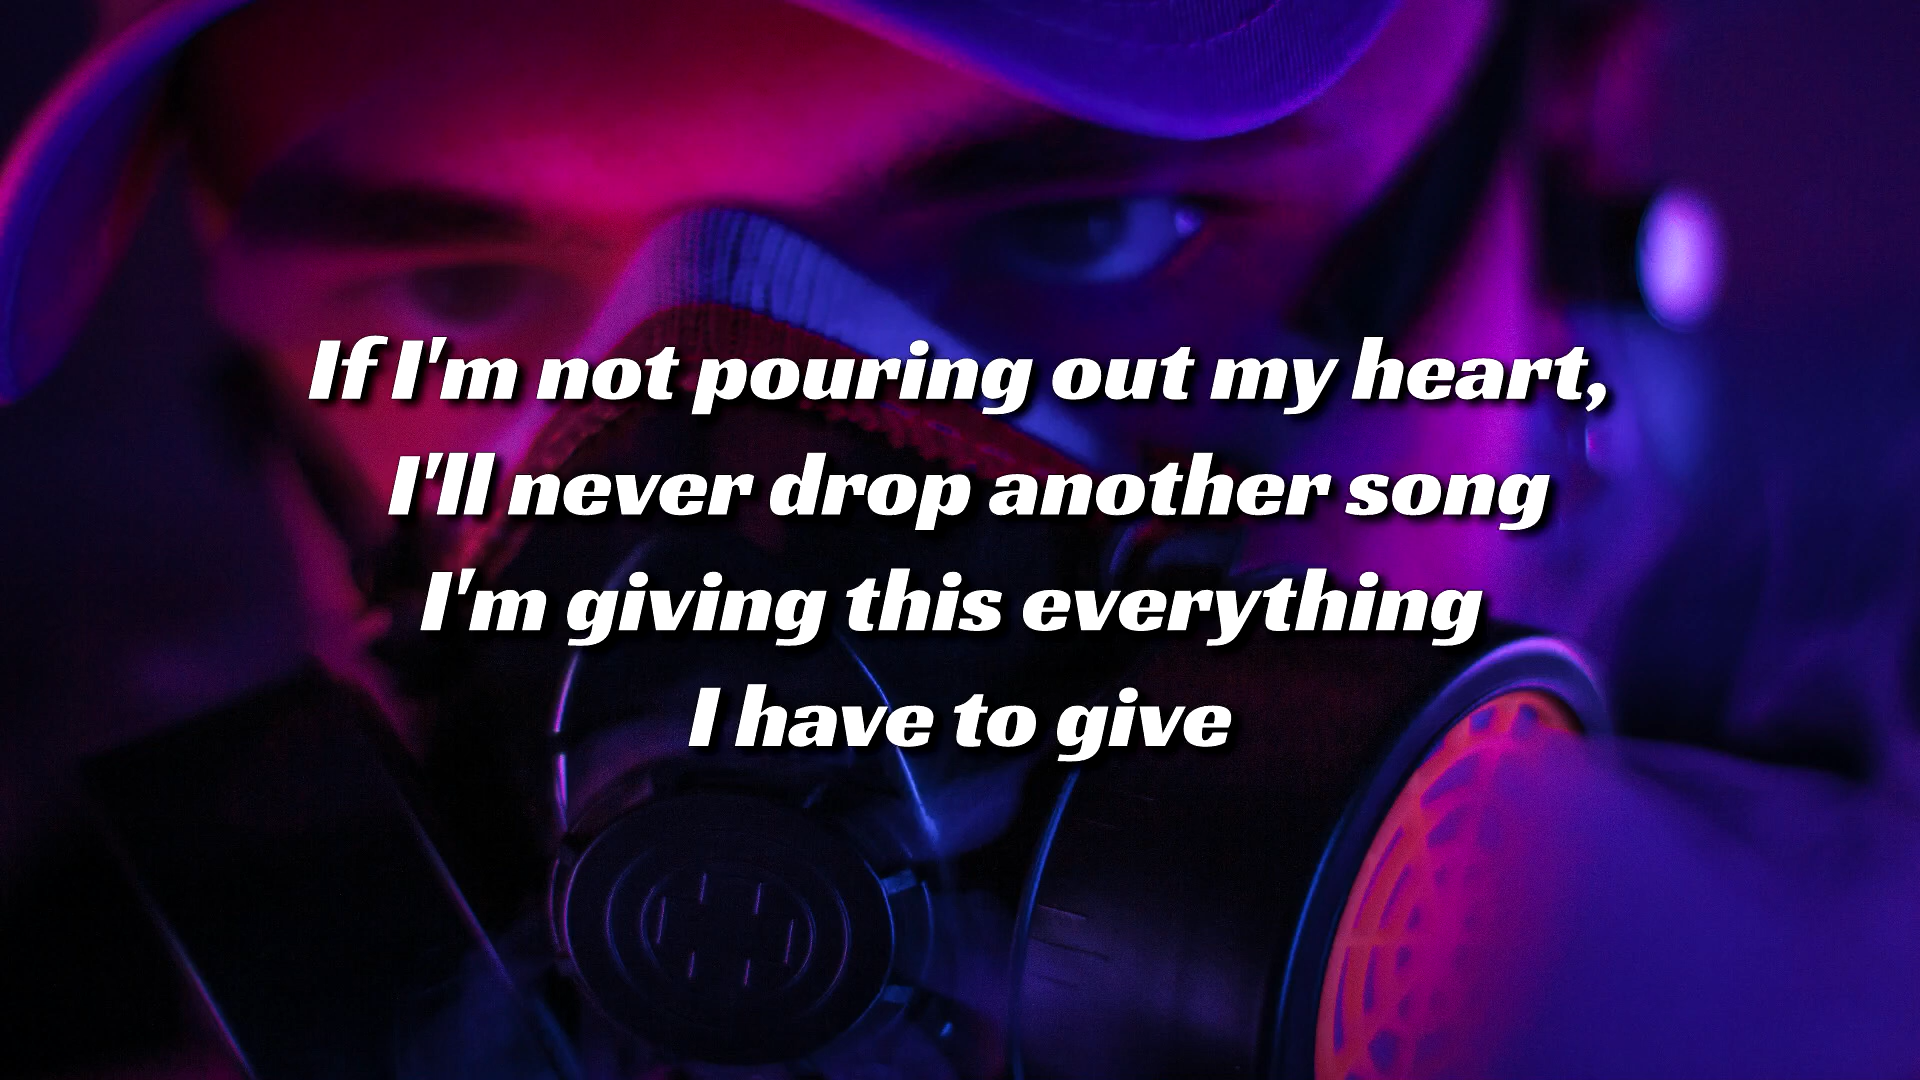 If I'm not pouring out my heart,
I'll never drop another song
I'm giving this everything
I have to give